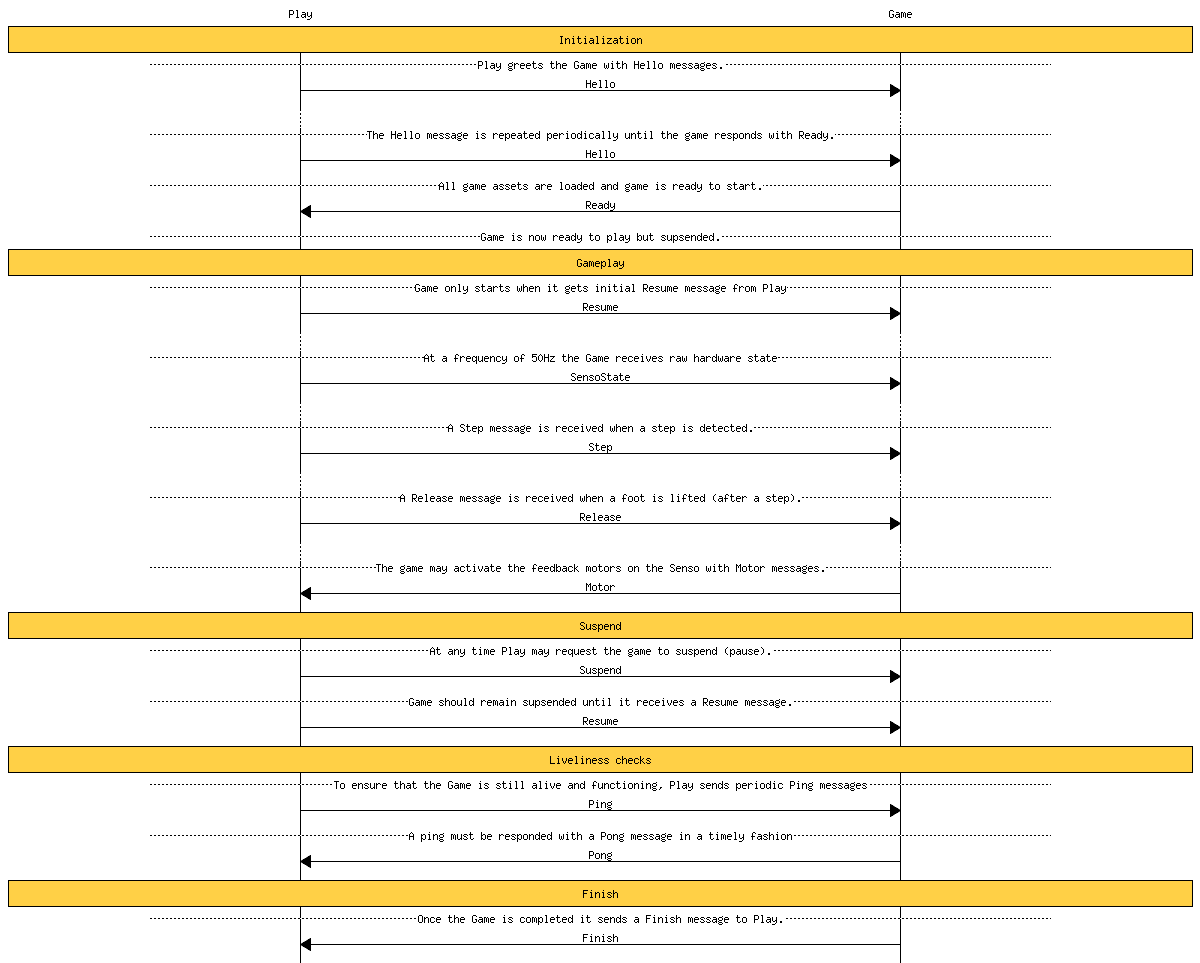 Play Game
Initialization
Play greets the Game with Hello messages.
Hello
The Hello message is repeated periodically until the game responds with Ready.
Hello
All game assets are loaded and game is ready to start.
Ready
Game is now ready to play but supsended.
Gameplay
Game only starts when it gets initial Resume message from Play
Resume
At a frequency of 50Hz the Game receives raw hardware state
SensoState
A Step message is received when a step is detected.
Step
A Release message is received when a foot is lifted (after a step).
Release
The game may activate the feedback motors on the Senso with Motor messages.
Motor
Suspend
At any time Play may request the game to suspend (pause).
Suspend
Game should remain supsended until it receives a Resume message.
Resume
Liveliness checks
To ensure that the Game is still alive and functioning, Play sends periodic Ping messages
Ping
A ping must be responded with a Pong message in a timely fashion
Pong
Finish
Once the Game is completed it sends a Finish message to Play.
Finish